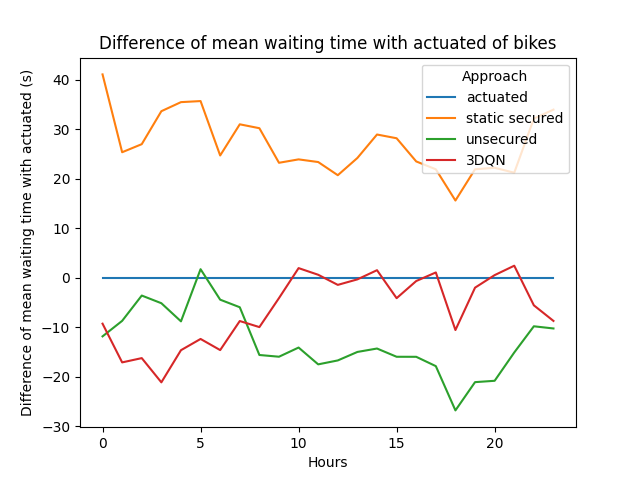 Difference of mean waiting time with actuated of bikes
Difference of mean waiting time with actuated (s)
40
30
20
10
0
−10
−20
−30
Approach
actuated
static secured
unsecured
3DQN
0 5 10 15 20
Hours